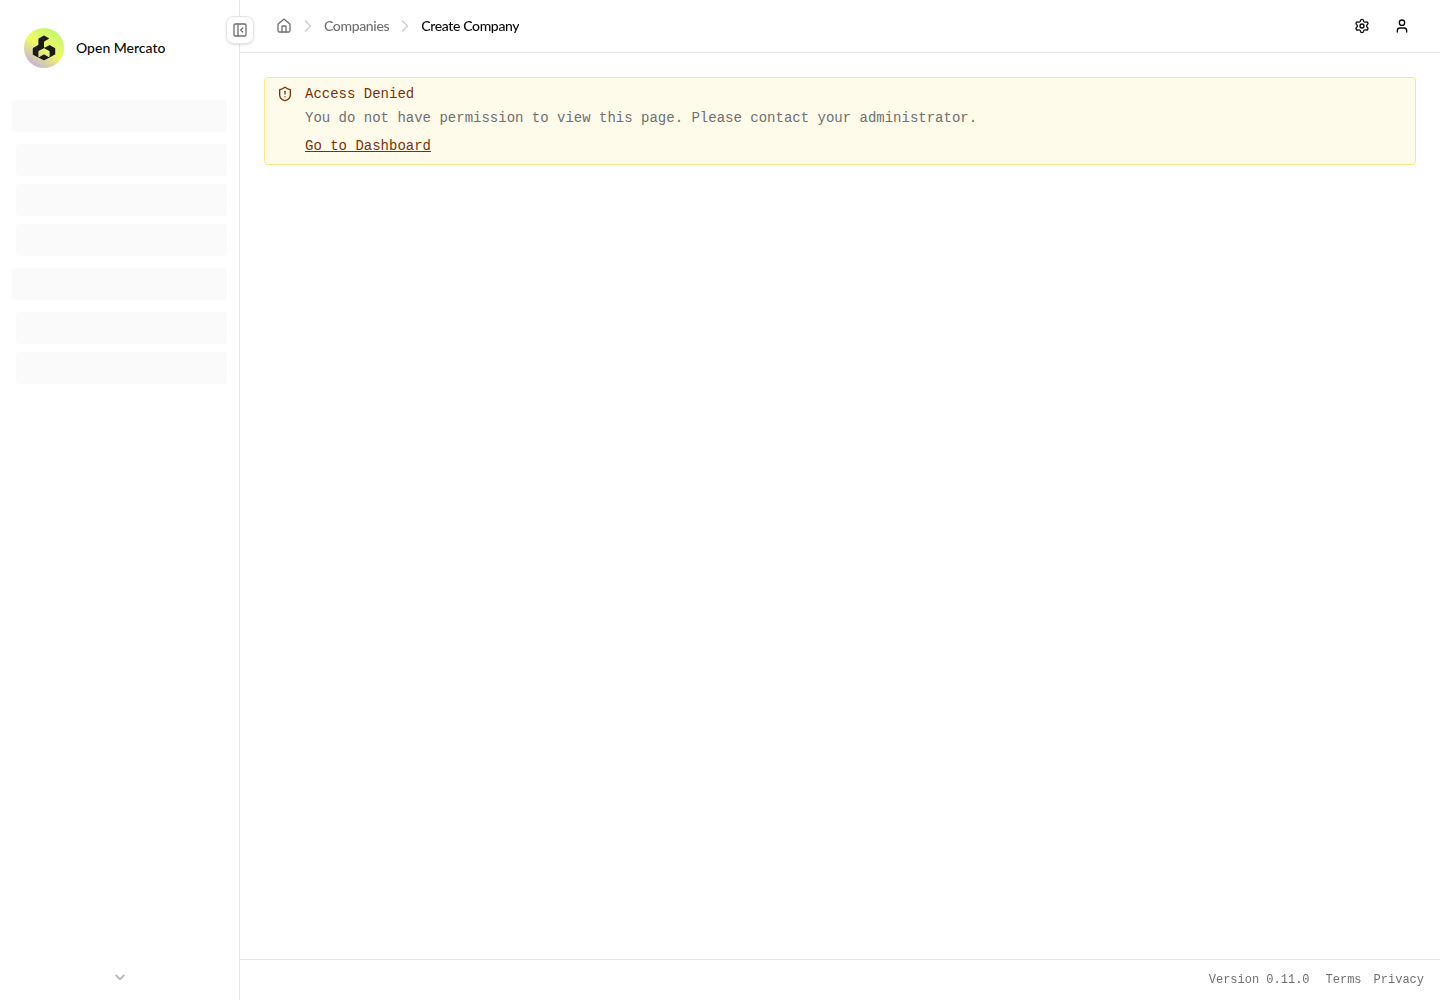 Open Mercato
Companies
Create Company
Access Denied
You do not have permission to view this page. Please contact your administrator.
Go to Dashboard
Version 0.11.0
Terms
Privacy